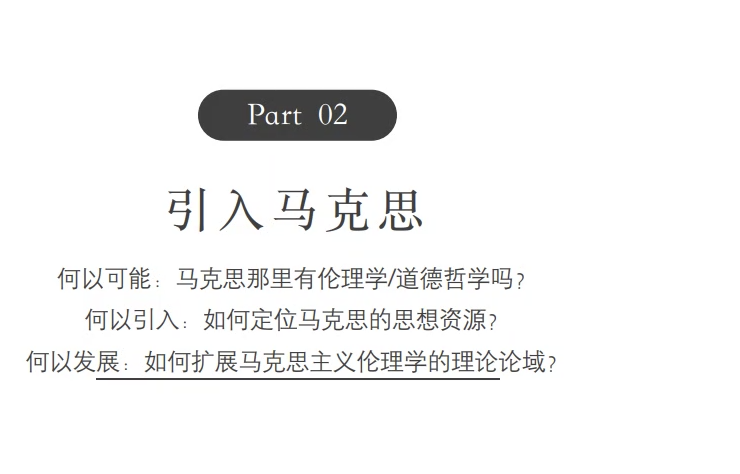 Part 02
引入马克思
何以可能：马克思那里有伦理学/道德哲学吗？
何以引入：如何定位马克思的思想资源？
何以发展：如何扩展马克思主义伦理学的理论论域？